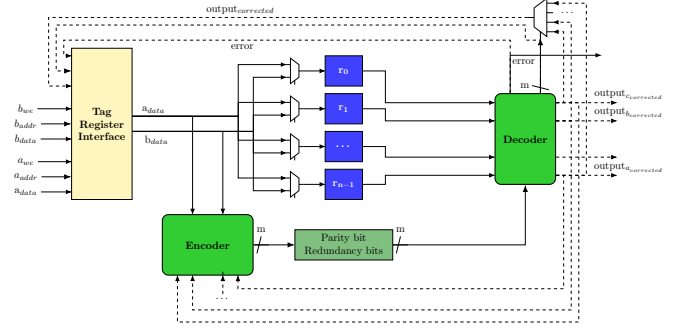 output_corrected
...
error
error
m
b_we
b_addr
b_data
a_we
a_addr
a_data
Tag
Register
Interface
a_data
b_data
r_0
r_1
...
r_n−1
Decoder
output_c_corrected
output_b_corrected
output_a_corrected
Encoder
m
Parity bit
Redundancy bits
m
...